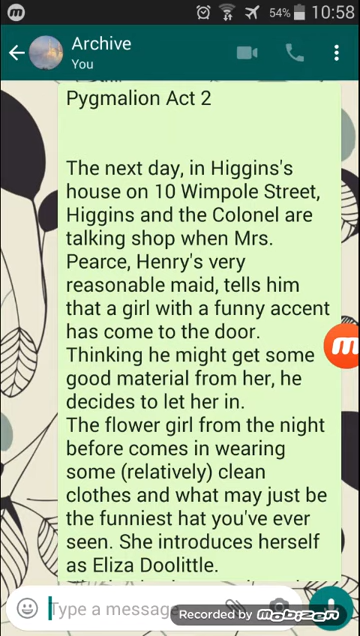 54% 10:58
Archive
You
Pygmalion Act 2
The next day, in Higgins's
house on 10 Wimpole Street,
Higgins and the Colonel are
talking shop when Mrs.
Pearce, Henry's very
reasonable maid, tells him
that a girl with a funny accent
has come to the door.
Thinking he might get some
good material from her, he
decides to let her in.
The flower girl from the night
before comes in wearing
some (relatively) clean
clothes and what may just be
the funniest hat you've ever
seen. She introduces herself
as Eliza Doolittle.
Type a message
Recorded by mobizen